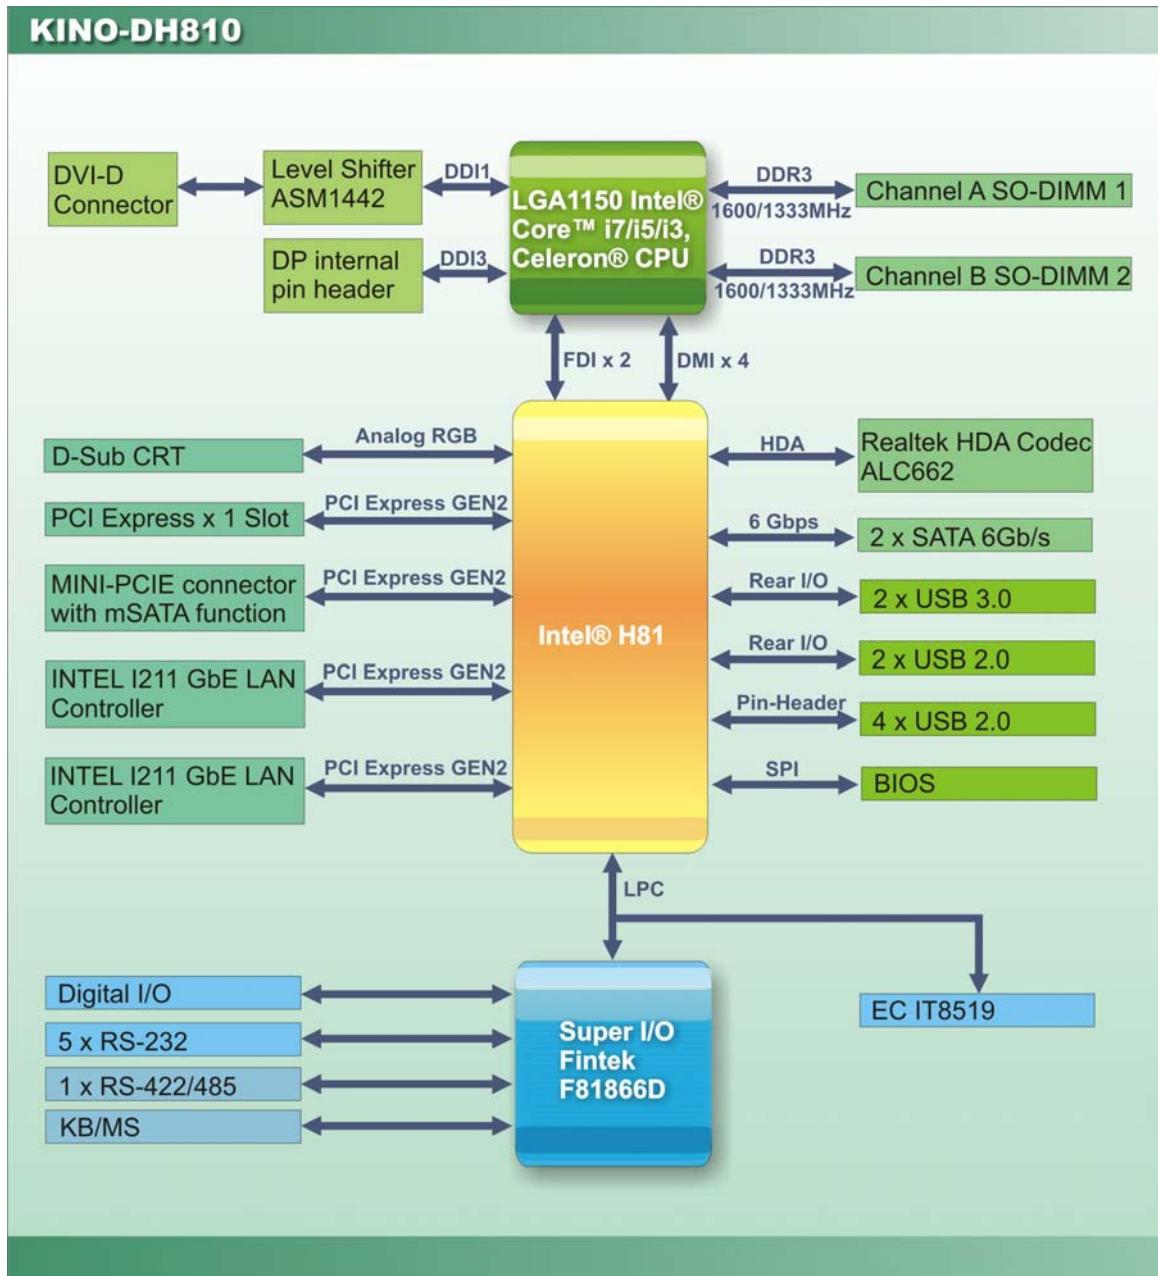 KINO-DH810
DVI-D
Connector
Level Shifter
ASM1442
DDI1
DP internal
pin header
DDI3
LGA1150 Intel®
Core™ i7/i5/i3,
Celeron® CPU
DDR3
1600/1333MHz
Channel A SO-DIMM 1
DDR3
1600/1333MHz
Channel B SO-DIMM 2
FDI x 2
DMI x 4
D-Sub CRT
Analog RGB
PCI Express x 1 Slot
PCI Express GEN2
MINI-PCIE connector
with mSATA function
PCI Express GEN2
INTEL I211 GbE LAN
Controller
PCI Express GEN2
INTEL I211 GbE LAN
Controller
PCI Express GEN2
Intel® H81
HDA
Realtek HDA Codec
ALC662
6 Gbps
2 x SATA 6Gb/s
Rear I/O
2 x USB 3.0
Rear I/O
2 x USB 2.0
Pin-Header
4 x USB 2.0
SPI
BIOS
LPC
Digital I/O
5 x RS-232
1 x RS-422/485
KB/MS
Super I/O
Fintek
F81866D
EC IT8519